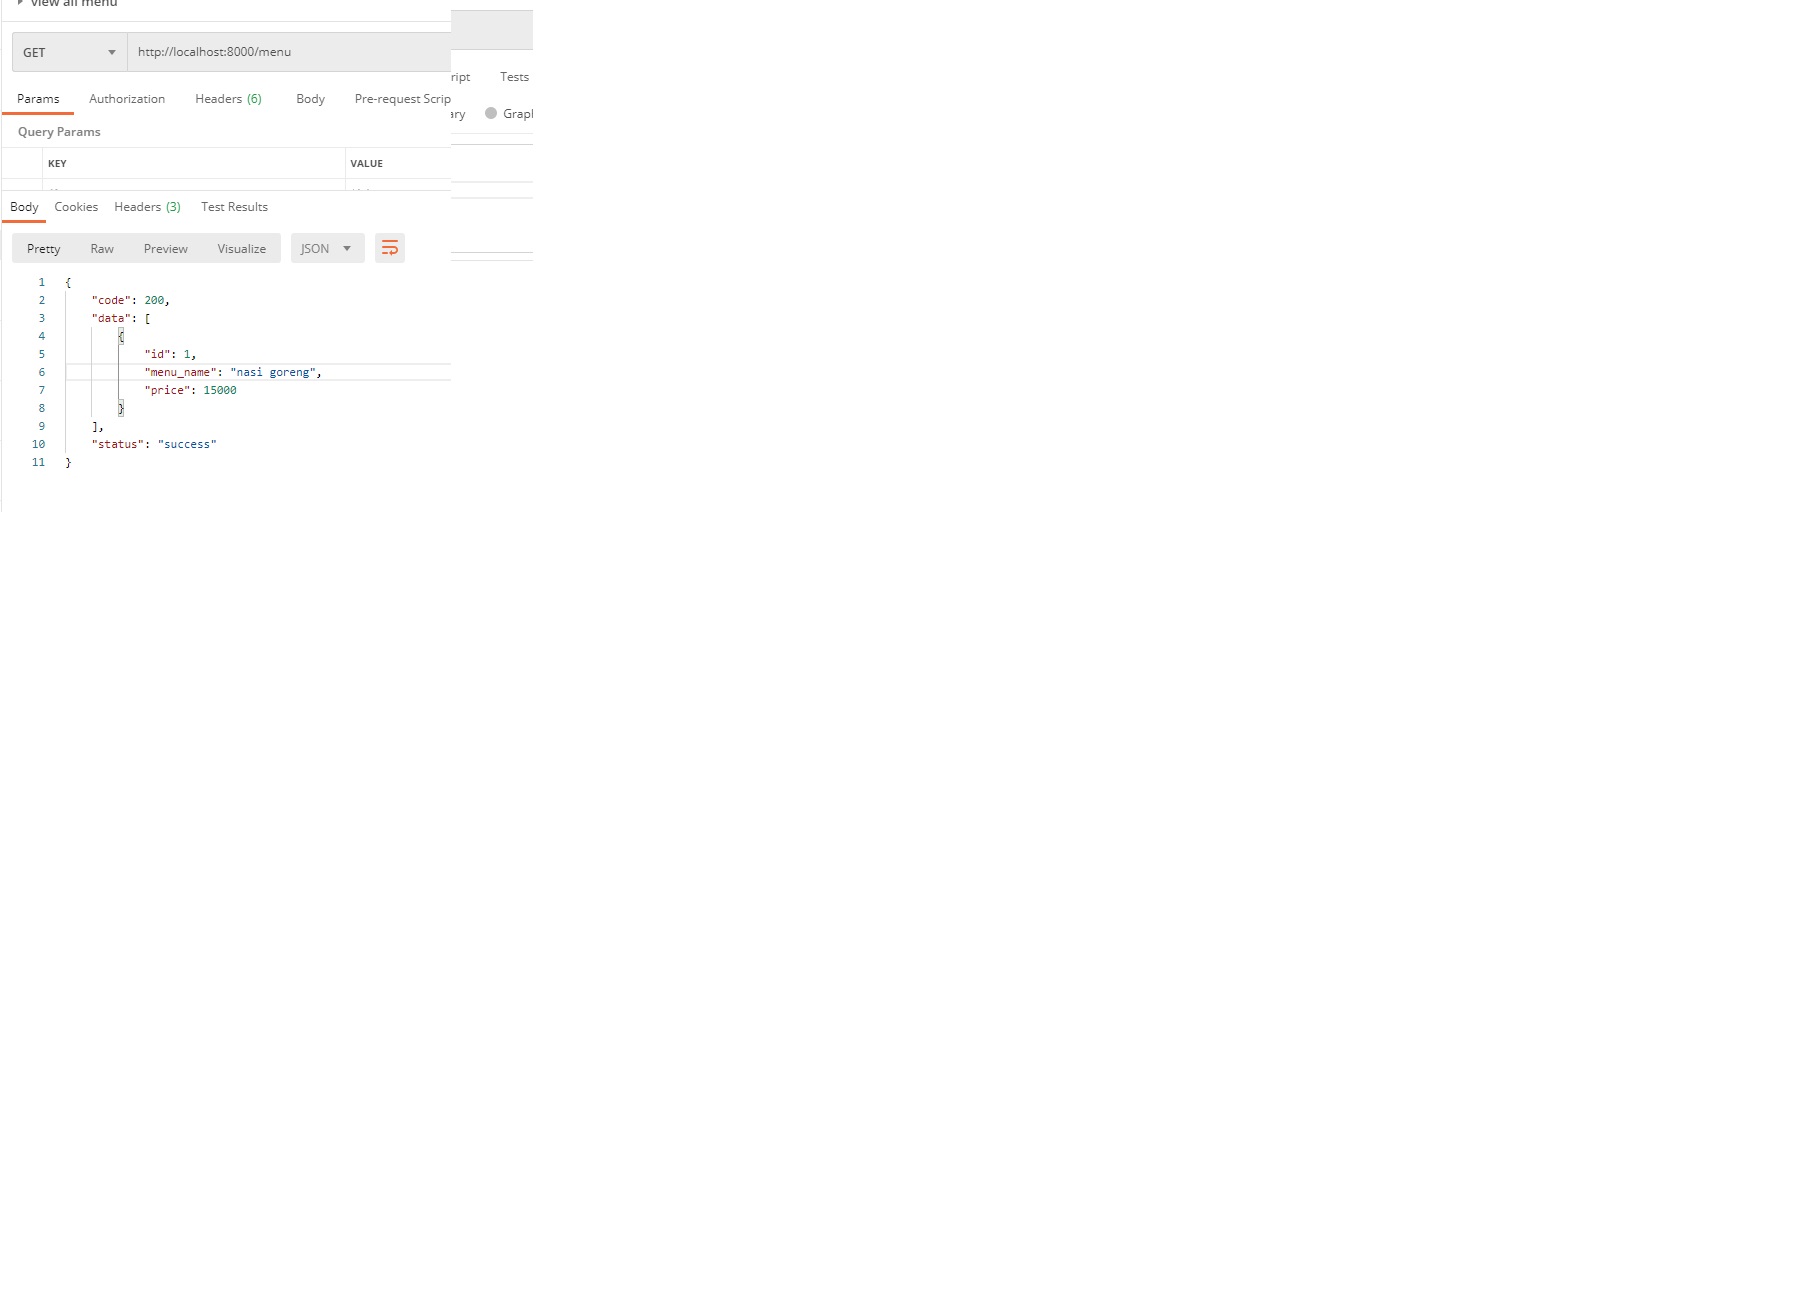 view all menu
GET http://localhost:8000/menu
ript Tests
Params Authorization Headers (6) Body Pre-request Scrip
ary Grapl
Query Params
KEY VALUE
Body Cookies Headers (3) Test Results
Pretty Raw Preview Visualize JSON
1 {
2 "code": 200,
3 "data": [
4 {
5 "id": 1,
6 "menu_name": "nasi goreng",
7 "price": 15000
8 }
9 ],
10 "status": "success"
11 }